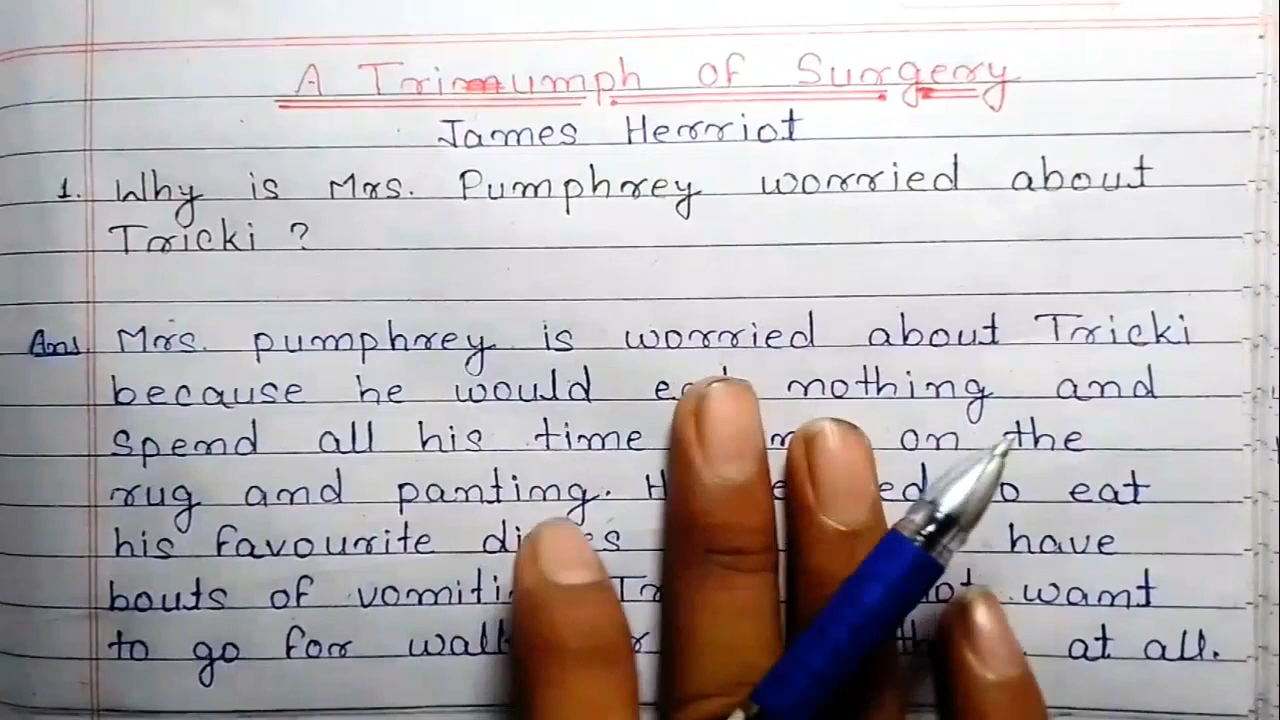 A Triumph of Surgery
James Herriot
1. Why is Mrs. Pumphrey worried about
Tricki ?
Ans. Mrs. pumphrey is worried about Tricki
because he would nothing and
spend all his time on the
rug and panting. eat
his favourite have
bouts of want
to go for at all.